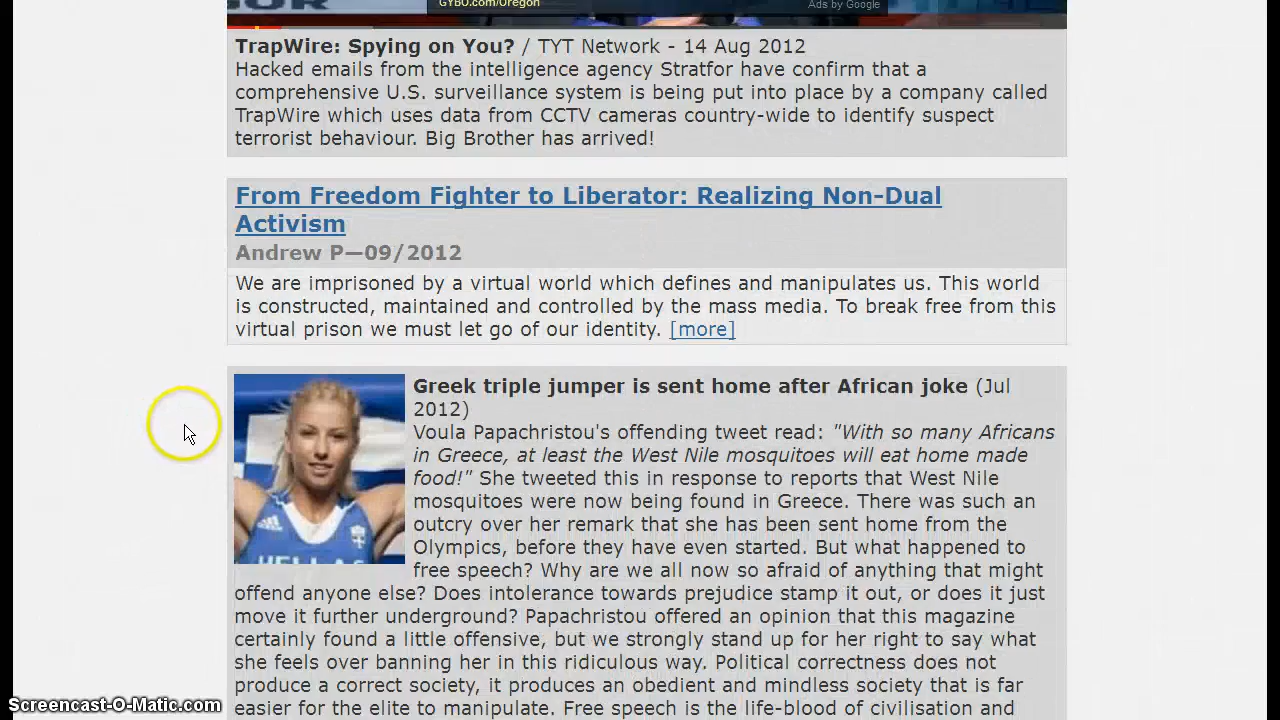 GYBO.com/Oregon
Ads by Google
TrapWire: Spying on You? / TYT Network - 14 Aug 2012
Hacked emails from the intelligence agency Stratfor have confirm that a
comprehensive U.S. surveillance system is being put into place by a company called
TrapWire which uses data from CCTV cameras country-wide to identify suspect
terrorist behaviour. Big Brother has arrived!
From Freedom Fighter to Liberator: Realizing Non-Dual
Activism
Andrew P—09/2012
We are imprisoned by a virtual world which defines and manipulates us. This world
is constructed, maintained and controlled by the mass media. To break free from this
virtual prison we must let go of our identity. [more]
Greek triple jumper is sent home after African joke (Jul
2012)
Voula Papachristou's offending tweet read: "With so many Africans
in Greece, at least the West Nile mosquitoes will eat home made
food!" She tweeted this in response to reports that West Nile
mosquitoes were now being found in Greece. There was such an
outcry over her remark that she has been sent home from the
Olympics, before they have even started. But what happened to
free speech? Why are we all now so afraid of anything that might
offend anyone else? Does intolerance towards prejudice stamp it out, or does it just
move it further underground? Papachristou offered an opinion that this magazine
certainly found a little offensive, but we strongly stand up for her right to say what
she feels over banning her in this ridiculous way. Political correctness does not
produce a correct society, it produces an obedient and mindless society that is far
easier for the elite to manipulate. Free speech is the life-blood of civilisation and
Screencast-O-Matic.com